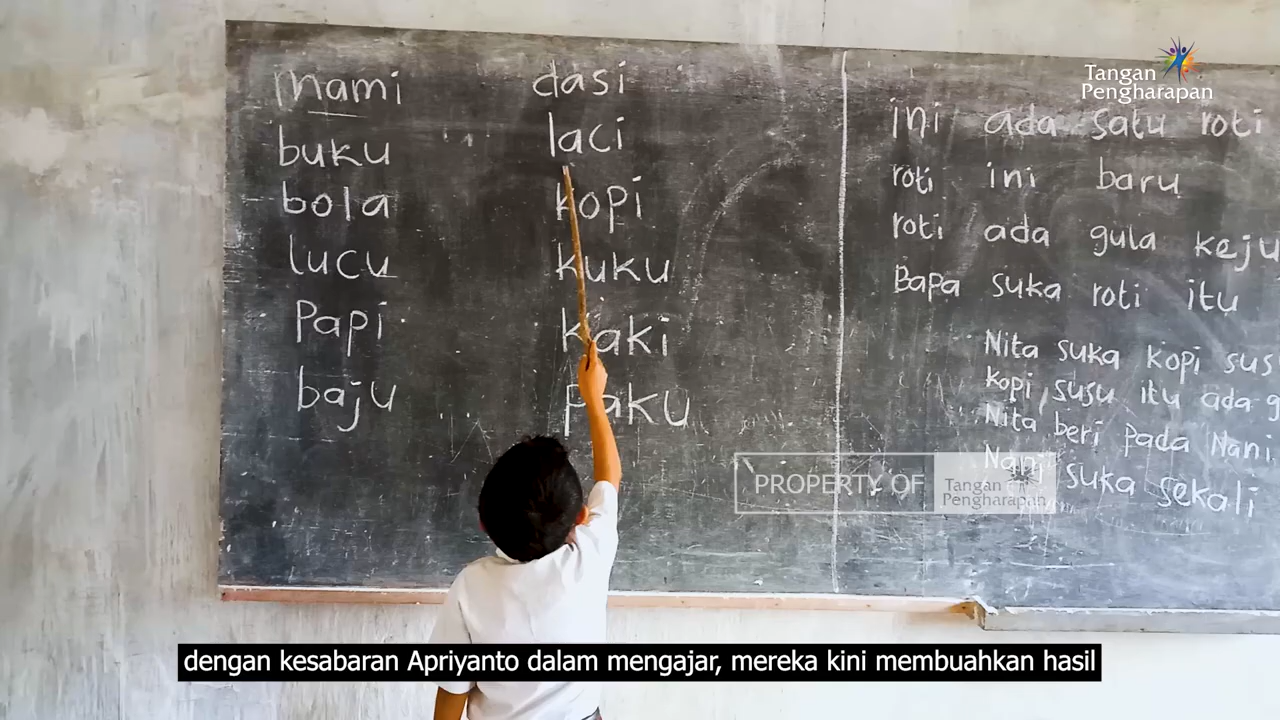 mami
buku
bola
lucu
Papi
baju
dasi
laci
kopi
kuku
kaki
paku
ini ada satu roti
roti ini baru
roti ada gula keju
Bapa suka roti itu
Nita suka kopi
kopi susu itu ada
Nita beri pada Nani.
Nani suka sekali
Tangan
Pengharapan
PROPERTY OF Tangan
Pengharapan
dengan kesabaran Apriyanto dalam mengajar, mereka kini membuahkan hasil